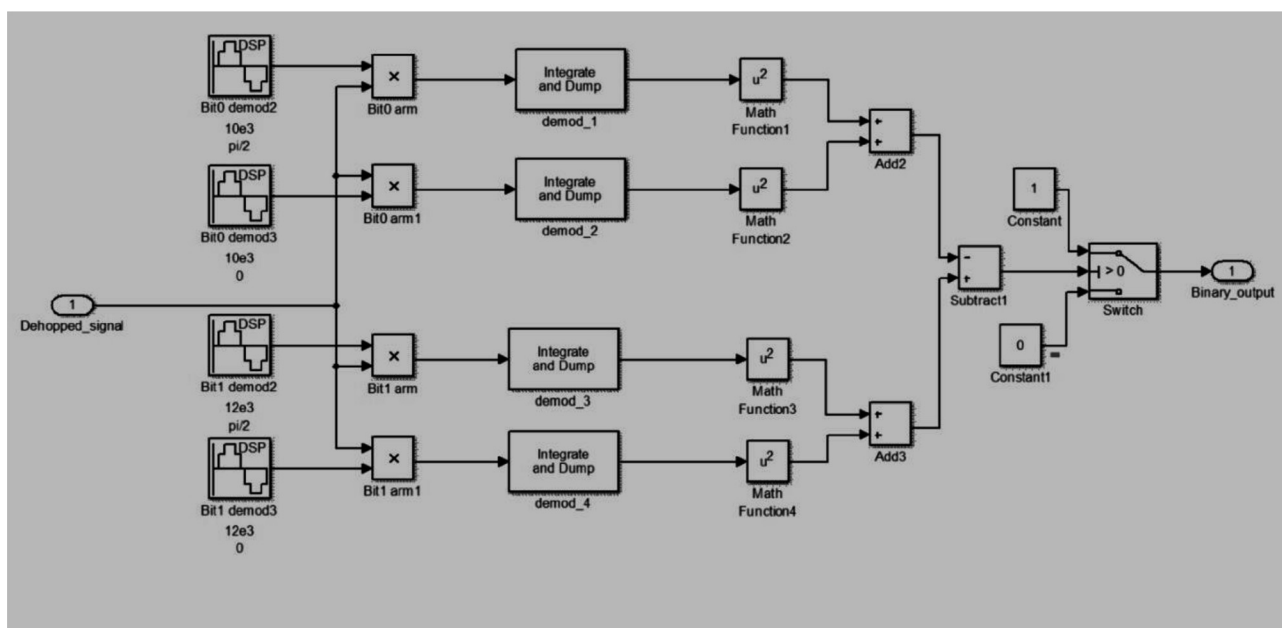 DSP
Bit0 demod2
10e3
pi/2
×
Bit0 arm
Integrate
and Dump
demod_1
u²
Math
Function1
+
+
Add2
DSP
Bit0 demod3
10e3
0
×
Bit0 arm1
Integrate
and Dump
demod_2
u²
Math
Function2
1
Constant
-
+
Subtract1
> 0
Switch
1
Binary_output
0
Constant1
1
Dehopped_signal
DSP
Bit1 demod2
12e3
pi/2
×
Bit1 arm
Integrate
and Dump
demod_3
u²
Math
Function3
+
+
Add3
DSP
Bit1 demod3
12e3
0
×
Bit1 arm1
Integrate
and Dump
demod_4
u²
Math
Function4